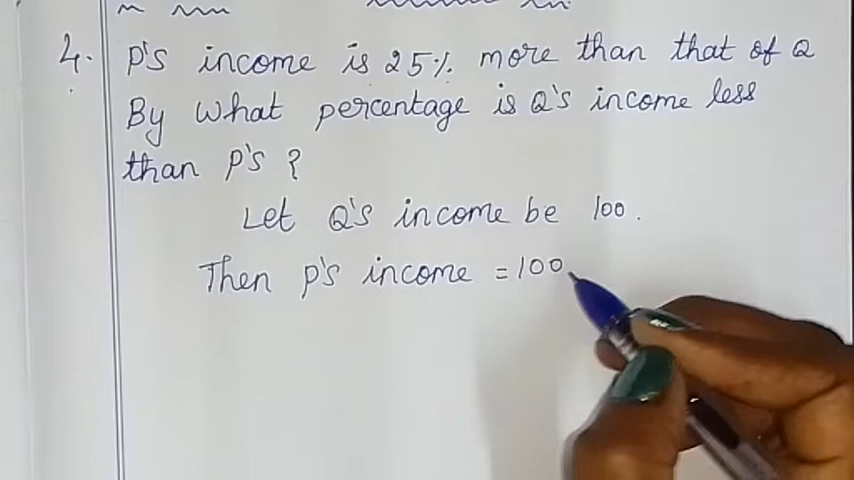 4. P's income is 25% more than that of Q
By what percentage is Q's income less
than P's ?
Let Q's income be 100.
Then P's income = 100